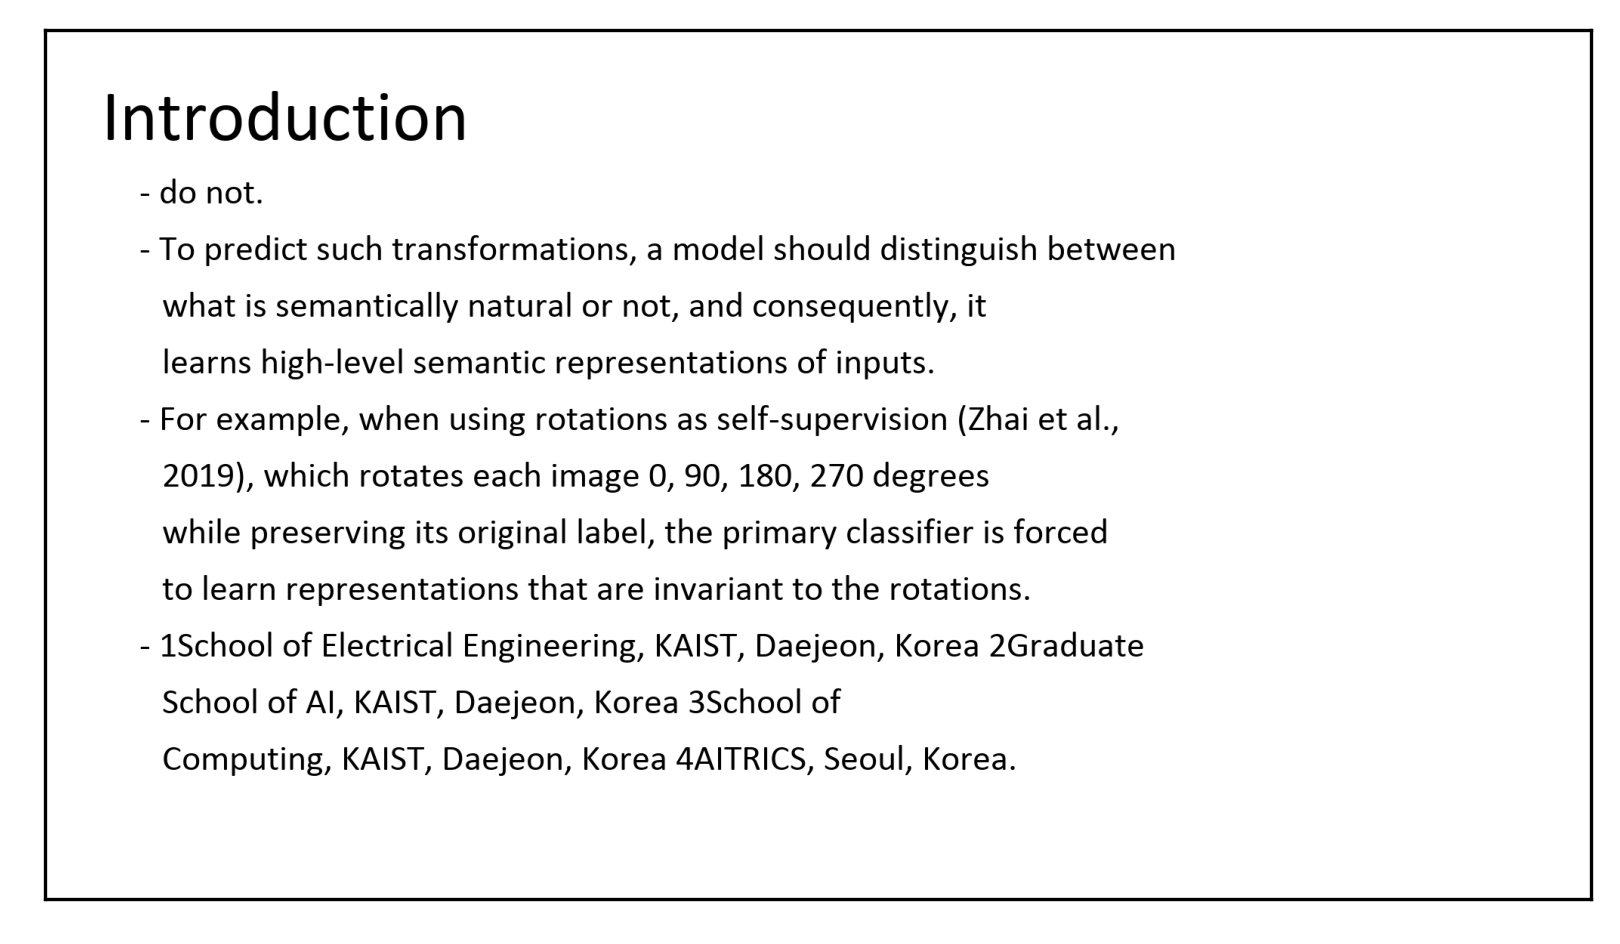 Introduction
- do not.
- To predict such transformations, a model should distinguish between
what is semantically natural or not, and consequently, it
learns high-level semantic representations of inputs.
- For example, when using rotations as self-supervision (Zhai et al.,
2019), which rotates each image 0, 90, 180, 270 degrees
while preserving its original label, the primary classifier is forced
to learn representations that are invariant to the rotations.
- 1School of Electrical Engineering, KAIST, Daejeon, Korea 2Graduate
School of AI, KAIST, Daejeon, Korea 3School of
Computing, KAIST, Daejeon, Korea 4AITRICS, Seoul, Korea.